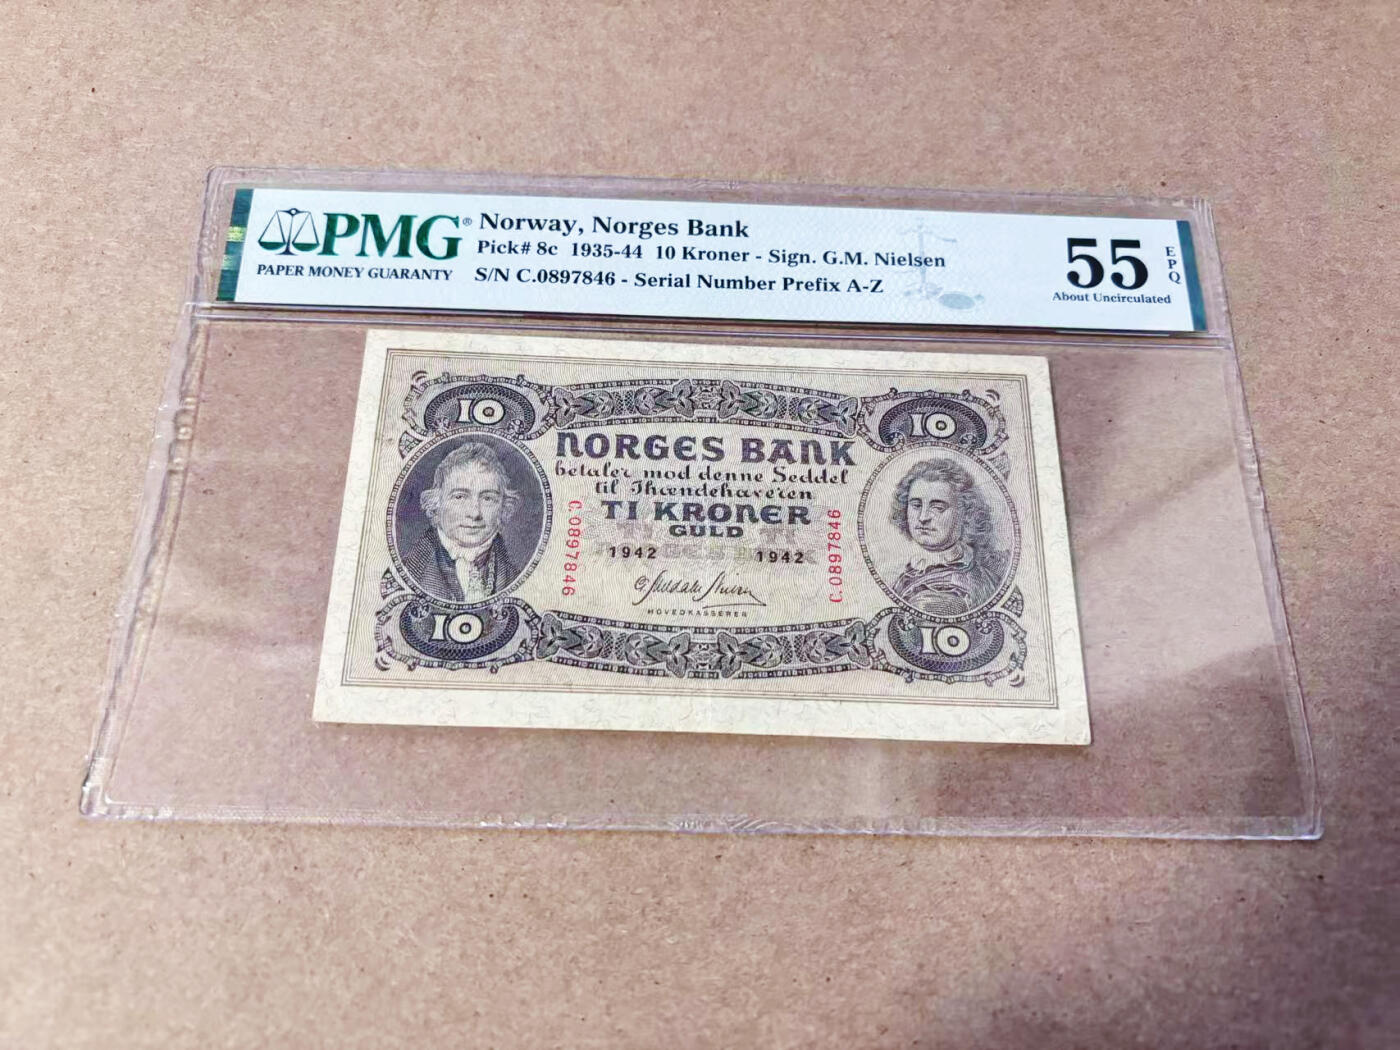 PMG®
PAPER MONEY GUARANTY
Norway, Norges Bank
Pick# 8c 1935-44 10 Kroner - Sign. G.M. Nielsen
S/N C.0897846 - Serial Number Prefix A-Z
55
EPQ
About Uncirculated
10
10
NORGES BANK
betaler mod denne Seddel
til Ihændehaveren
TI KRONER
GULD
1942 1942
C.0897846
C.0897846
HOVEDKASSERER
10
10